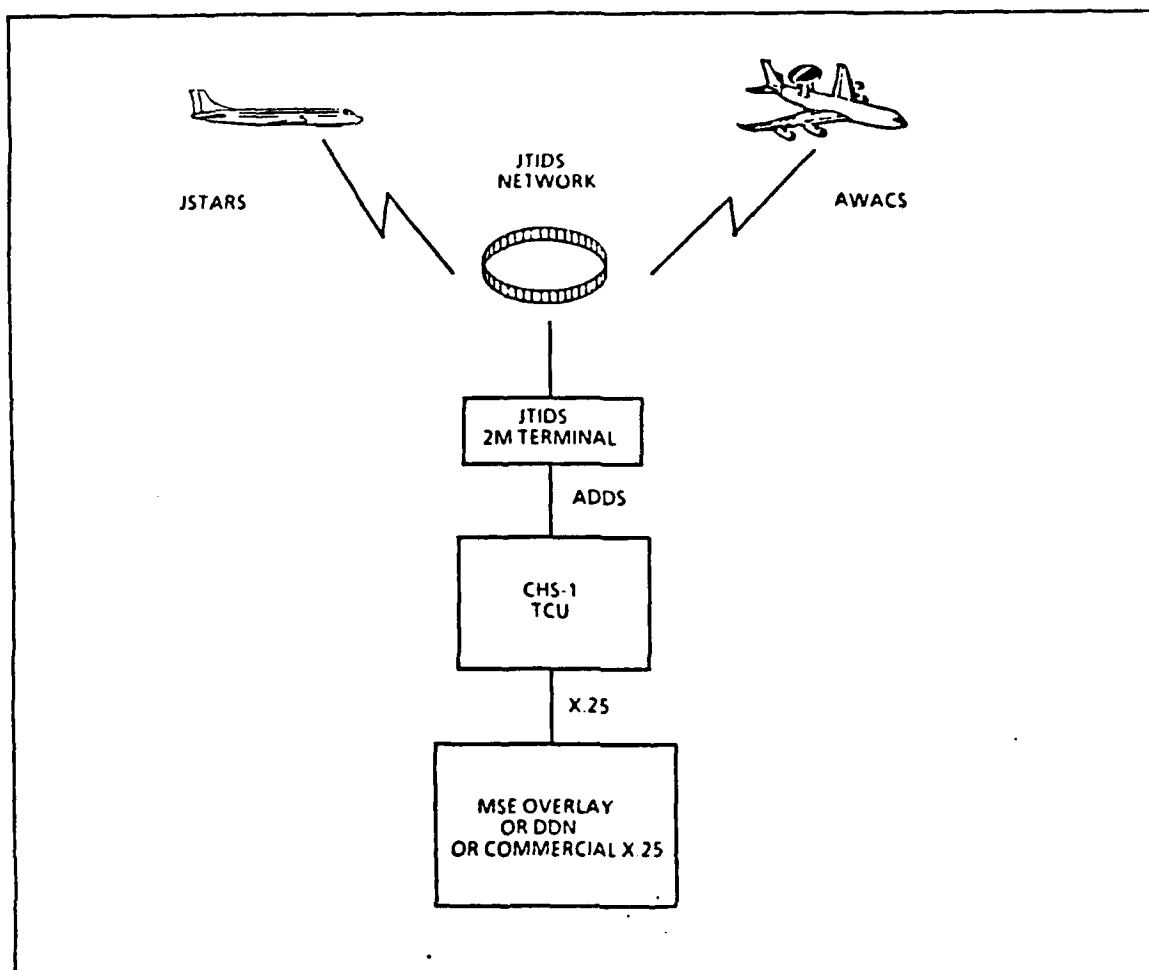 JTIDS
NETWORK
JSTARS
AWACS
JTIDS
2M TERMINAL
ADDS
CHS-1
TCU
X.25
MSE OVERLAY
OR DDN
OR COMMERCIAL X.25